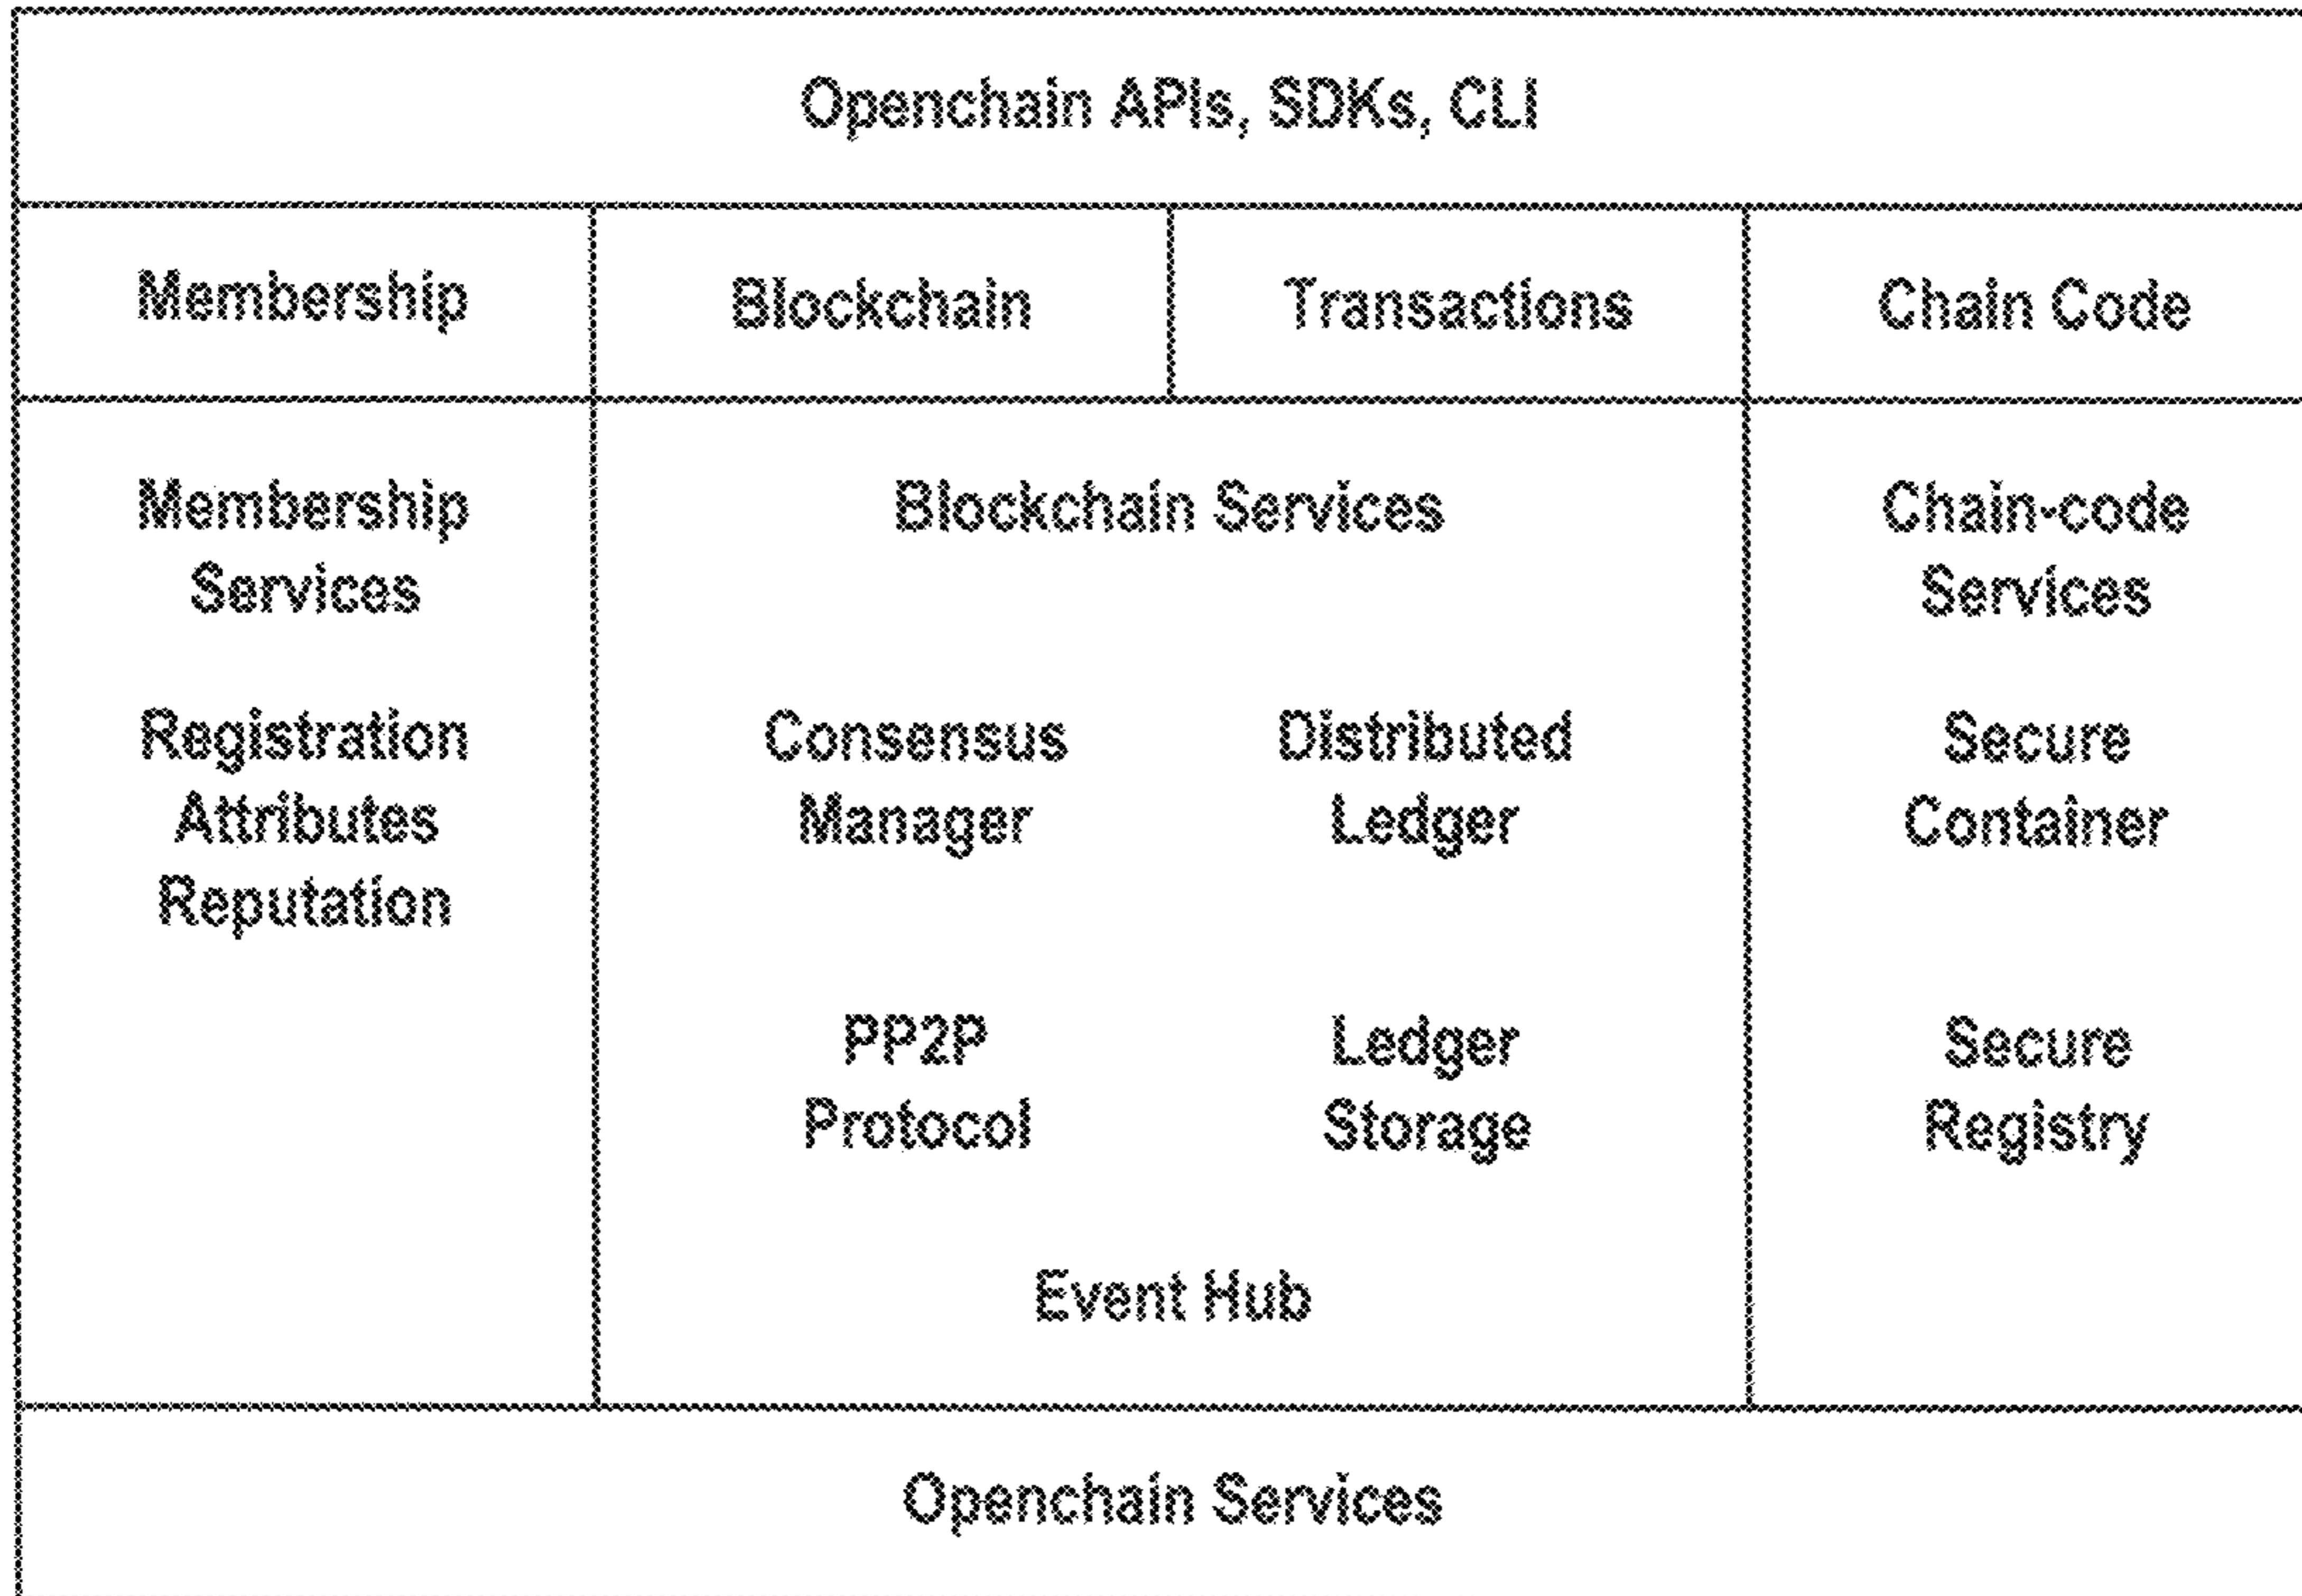 Openchain APIs, SDKs, CLI
Membership
Blockchain
Transactions
Chain Code
Membership
Services
Registration
Attributes
Reputation
Blockchain Services
Consensus
Manager
Distributed
Ledger
PP2P
Protocol
Ledger
Storage
Event Hub
Chain-code
Services
Secure
Container
Secure
Registry
Openchain Services